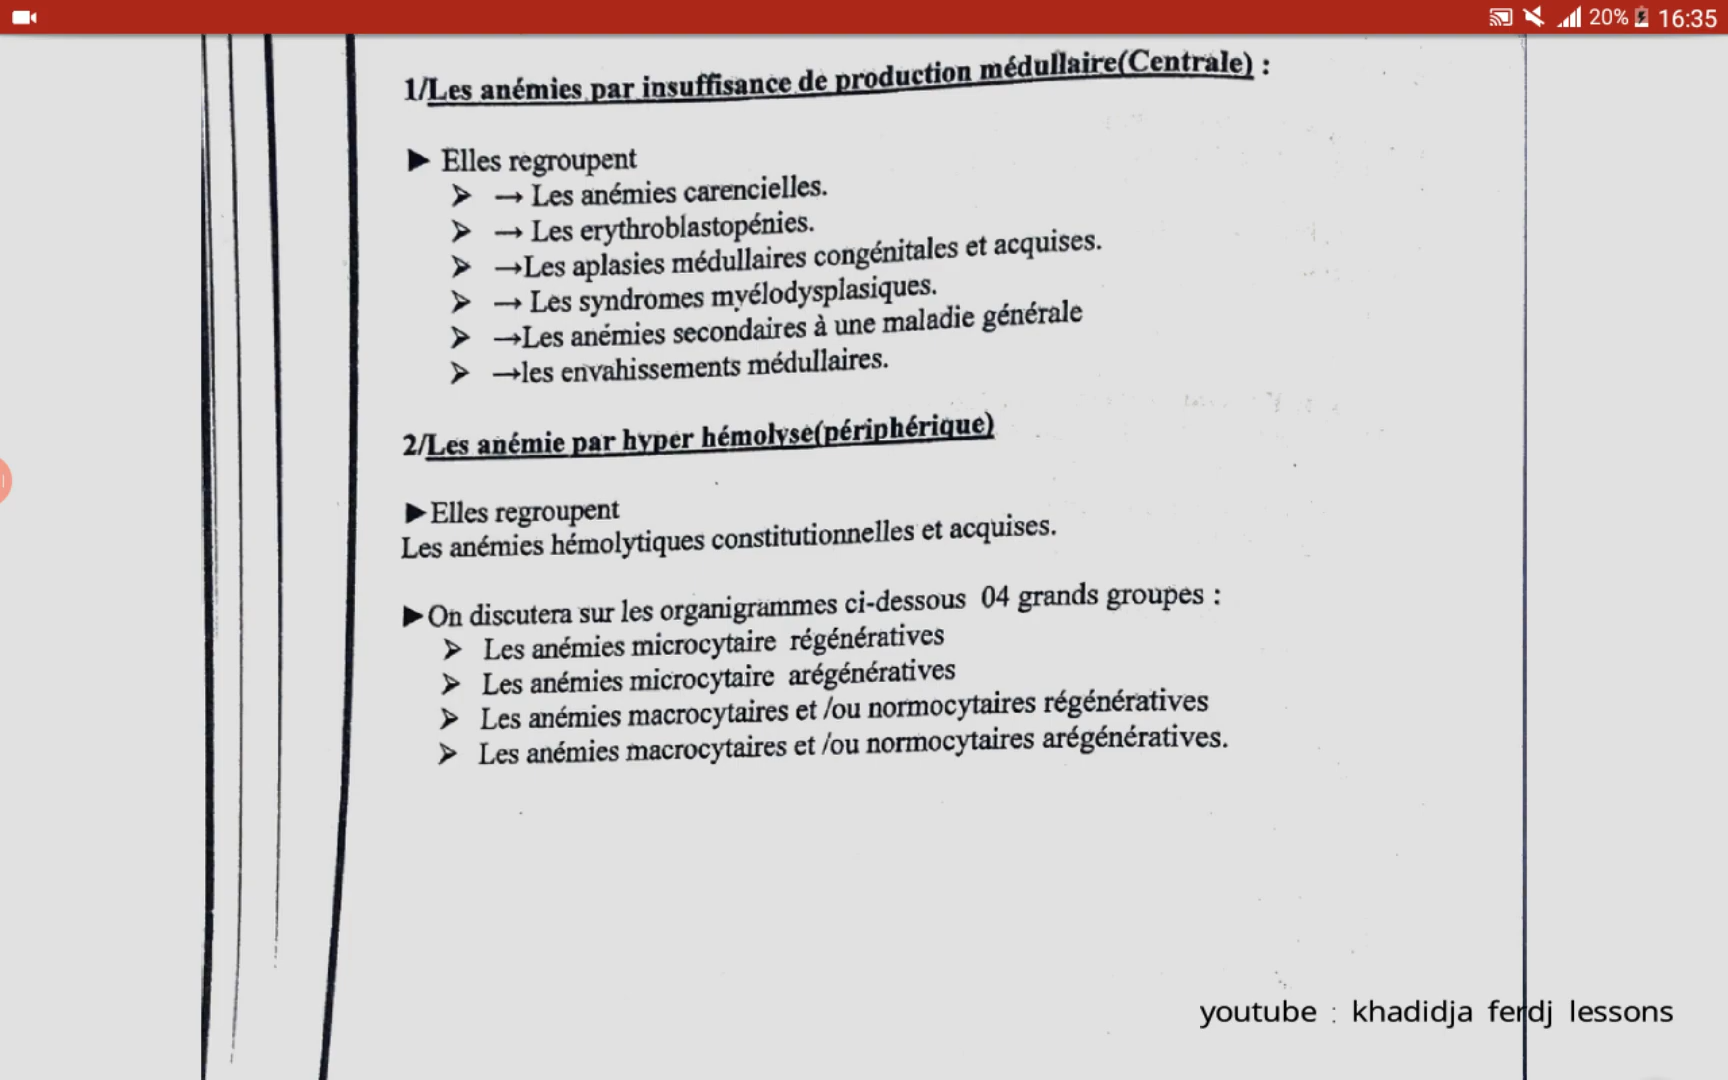 20% 16:35
1/Les anémies par insuffisance de production médullaire(Centrale) :
► Elles regroupent
➢ → Les anémies carencielles.
➢ → Les erythroblastopénies.
➢ →Les aplasies médullaires congénitales et acquises.
➢ → Les syndromes myélodysplasiques.
➢ →Les anémies secondaires à une maladie générale
➢ →les envahissements médullaires.
2/Les anémie par hyper hémolyse(périphérique)
►Elles regroupent
Les anémies hémolytiques constitutionnelles et acquises.
►On discutera sur les organigrammes ci-dessous 04 grands groupes :
➢ Les anémies microcytaire régénératives
➢ Les anémies microcytaire arégénératives
➢ Les anémies macrocytaires et /ou normocytaires régénératives
➢ Les anémies macrocytaires et /ou normocytaires arégénératives.
youtube : khadidja ferdj lessons